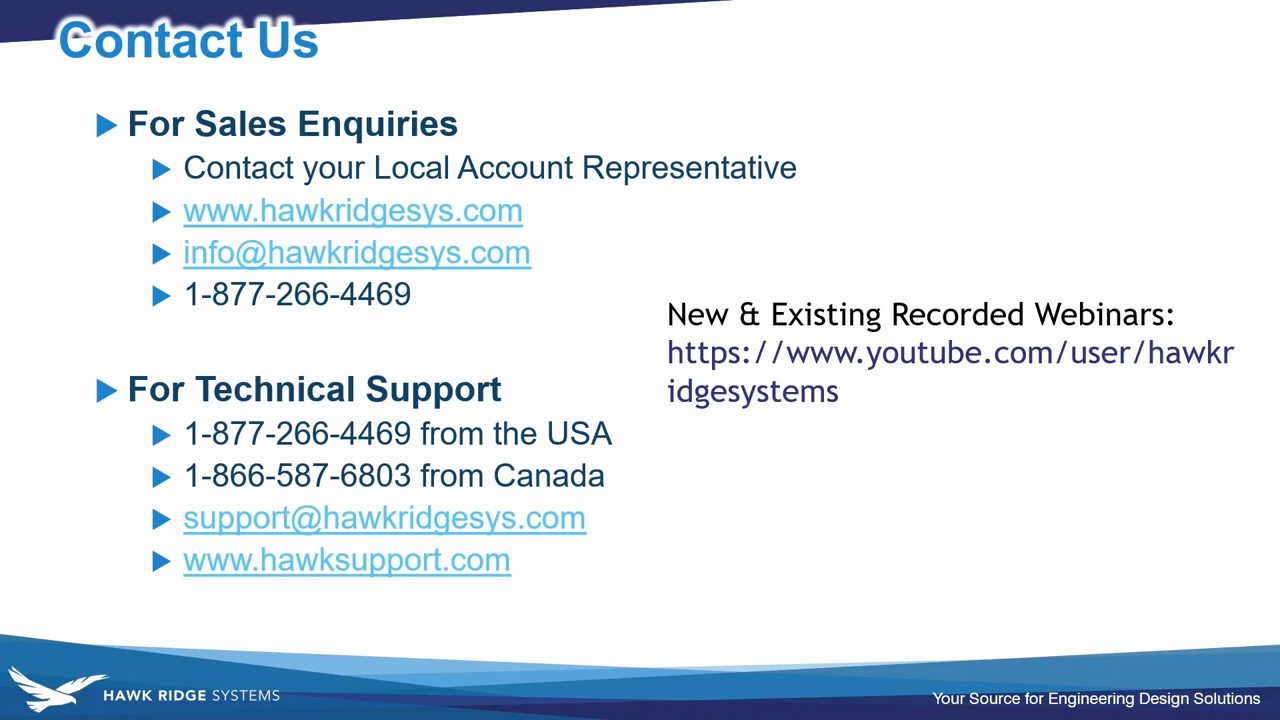 Contact Us
For Sales Enquiries
Contact your Local Account Representative
www.hawkridgesys.com
info@hawkridgesys.com
1-877-266-4469
For Technical Support
1-877-266-4469 from the USA
1-866-587-6803 from Canada
support@hawkridgesys.com
www.hawksupport.com
New & Existing Recorded Webinars:
https://www.youtube.com/user/hawkr
idgesystems
HAWK RIDGE SYSTEMS
Your Source for Engineering Design Solutions